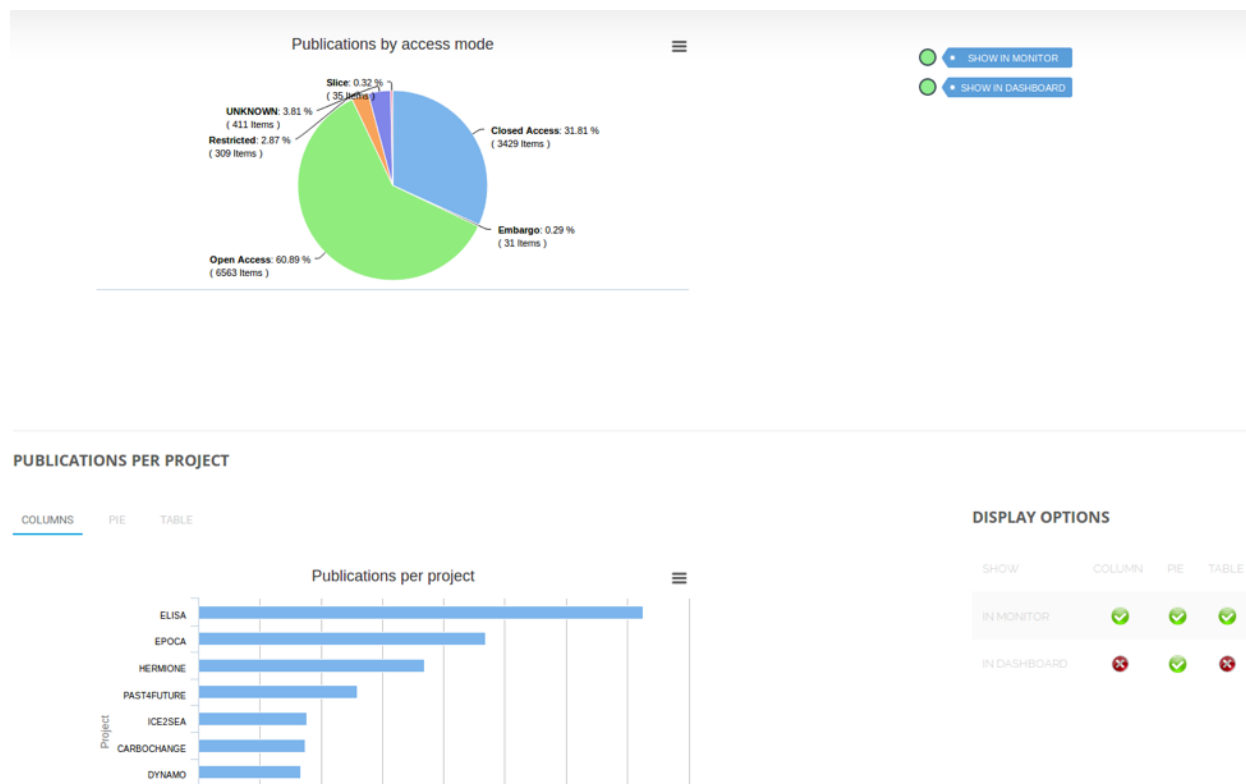 Publications by access mode
SHOW IN MONITOR
SHOW IN DASHBOARD
Slice: 0.32 %
( 35 Items )
UNKNOWN: 3.81 %
( 411 Items )
Restricted: 2.87 %
( 309 Items )
Closed Access: 31.81 %
( 3429 Items )
Embargo: 0.29 %
( 31 Items )
Open Access: 60.89 %
( 6563 Items )
PUBLICATIONS PER PROJECT
COLUMNS PIE TABLE
DISPLAY OPTIONS
SHOW COLUMN PIE TABLE
IN MONITOR
IN DASHBOARD
Publications per project
Project
ELISA
EPOCA
HERMIONE
PAST4FUTURE
ICE2SEA
CARBOCHANGE
DYNAMO